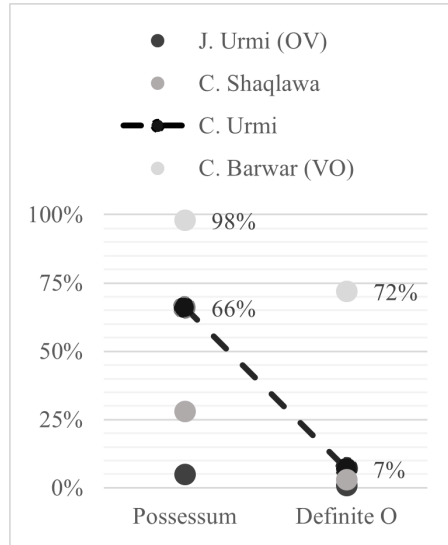 J. Urmi (OV)
C. Shaqlawa
C. Urmi
C. Barwar (VO)
100%
98%
75%
72%
66%
50%
25%
7%
0%
Possessum Definite O